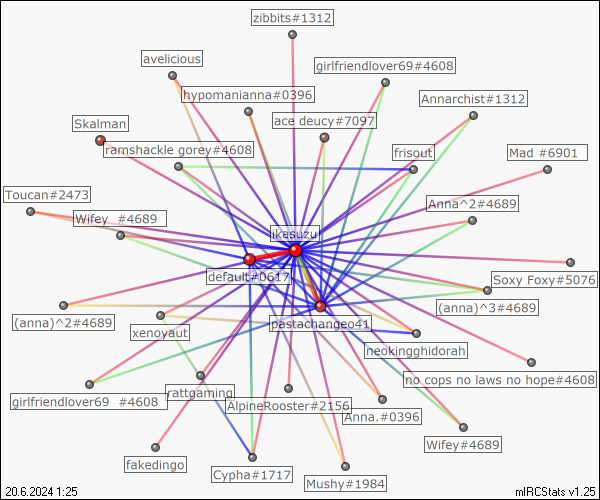 zibbits#1312
avelicious
girlfriendlover69#4608
hypomanianna#0396
Annarchist#1312
ace deucy#7097
Skalman
ramshackle gorey#4608
frisout
Mad #6901
Toucan#2473
Anna^2#4689
Wifey  #4689
ikasuzu
default#0617
Soxy Foxy#5076
(anna)^3#4689
(anna)^2#4689
pastachangeo41
xenoyaut
neokingghidorah
no cops no laws no hope#4608
rattgaming
girlfriendlover69  #4608
AlpineRooster#2156
Anna.#0396
Wifey#4689
fakedingo
Cypha#1717
Mushy#1984
20.6.2024 1:25
mIRCStats v1.25